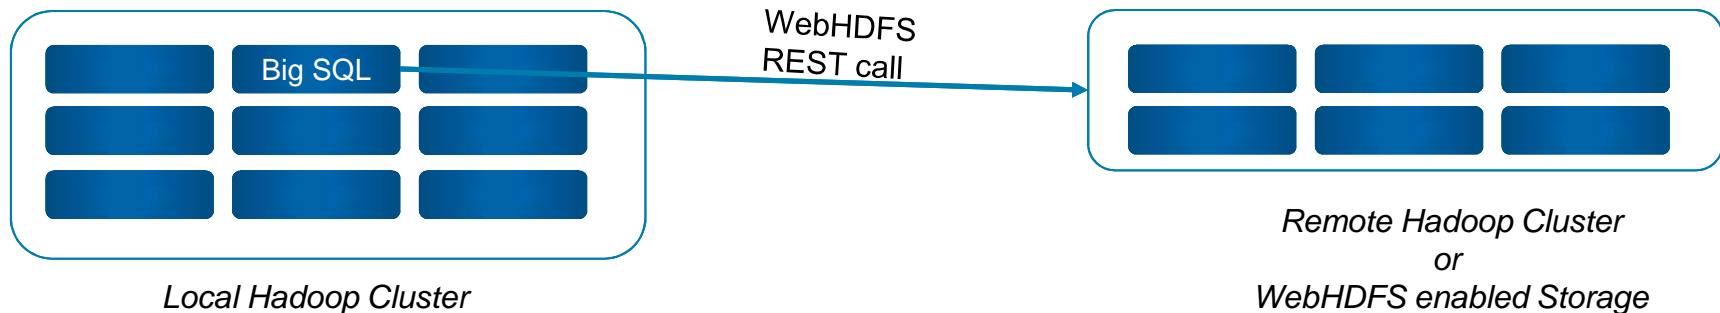 WebHDFS
REST call
Big SQL
Local Hadoop Cluster
Remote Hadoop Cluster
or
WebHDFS enabled Storage